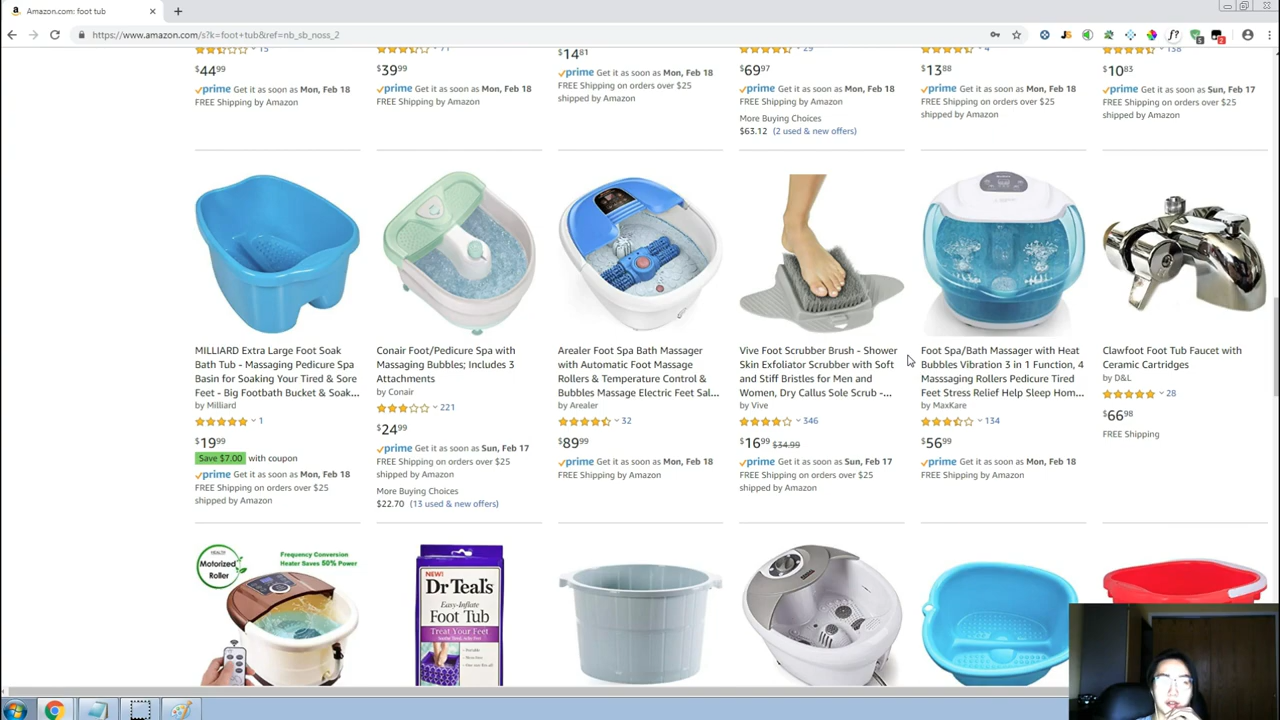 Amazon.com: foot tub
https://www.amazon.com/s?k=foot+tub&ref=nb_sb_noss_2
15
71
$14.81
29
4
138
$44.99
$39.99
$69.97
$13.88
$10.83
prime Get it as soon as Mon, Feb 18
FREE Shipping by Amazon
prime Get it as soon as Mon, Feb 18
FREE Shipping by Amazon
prime Get it as soon as Mon, Feb 18
FREE Shipping on orders over $25
shipped by Amazon
prime Get it as soon as Mon, Feb 18
FREE Shipping by Amazon
More Buying Choices
$63.12 (2 used & new offers)
prime Get it as soon as Mon, Feb 18
FREE Shipping on orders over $25
shipped by Amazon
prime Get it as soon as Sun, Feb 17
FREE Shipping on orders over $25
shipped by Amazon
MILLIARD Extra Large Foot Soak
Bath Tub - Massaging Pedicure Spa
Basin for Soaking Your Tired & Sore
Feet - Big Footbath Bucket & Soak...
by Milliard
1
$19.99
Save $7.00 with coupon
prime Get it as soon as Mon, Feb 18
FREE Shipping on orders over $25
shipped by Amazon
Conair Foot/Pedicure Spa with
Massaging Bubbles; Includes 3
Attachments
by Conair
221
$24.99
prime Get it as soon as Sun, Feb 17
FREE Shipping on orders over $25
shipped by Amazon
More Buying Choices
$22.70 (13 used & new offers)
Arealer Foot Spa Bath Massager
with Automatic Foot Massage
Rollers & Temperature Control &
Bubbles Massage Electric Feet Sal...
by Arealer
32
$89.99
prime Get it as soon as Mon, Feb 18
FREE Shipping by Amazon
Vive Foot Scrubber Brush - Shower
Skin Exfoliator Scrubber with Soft
and Stiff Bristles for Men and
Women, Dry Callus Sole Scrub -...
by Vive
346
$16.99 $34.99
prime Get it as soon as Sun, Feb 17
FREE Shipping on orders over $25
shipped by Amazon
Foot Spa/Bath Massager with Heat
Bubbles Vibration 3 in 1 Function, 4
Masssaging Rollers Pedicure Tired
Feet Stress Relief Help Sleep Hom...
by MaxKare
134
$56.99
prime Get it as soon as Mon, Feb 18
FREE Shipping by Amazon
Clawfoot Foot Tub Faucet with
Ceramic Cartridges
by D&L
28
$66.98
FREE Shipping
HEALTH
Motorized
Roller
Frequency Conversion
Heater Saves 50% Power
NEW!
Dr Teal's
Easy-Inflate
Foot Tub
Treat Your Feet